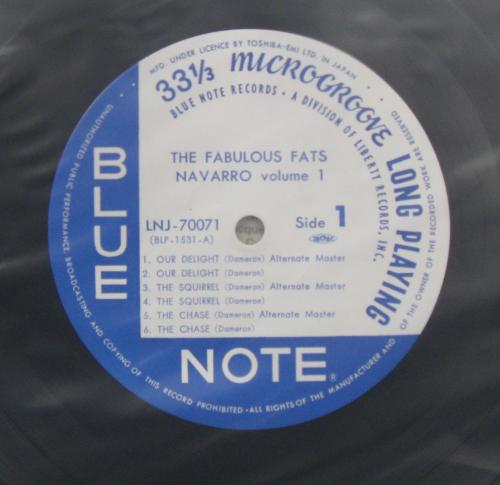 MFD. UNDER LICENCE BY TOSHIBA-EMI LTD. IN JAPAN
33⅓ MICROGROOVE LONG PLAYING
BLUE NOTE RECORDS • A DIVISION OF LIBERTY RECORDS, INC.
THE FABULOUS FATS
NAVARRO volume 1
LNJ-70071
(BLP-1531-A)
Side 1
1. OUR DELIGHT (Dameron) Alternate Master
2. OUR DELIGHT (Dameron)
3. THE SQUIRREL (Dameron) Alternate Master
4. THE SQUIRREL (Dameron)
5. THE CHASE (Dameron) Alternate Master
6. THE CHASE (Dameron)
BLUE
NOTE®
UNAUTHORIZED PUBLIC PERFORMANCE, BROADCASTING AND COPYING OF THIS RECORD PROHIBITED • ALL RIGHTS OF THE MANUFACTURER AND OF THE OWNER OF THE RECORDED WORK ARE RESERVED